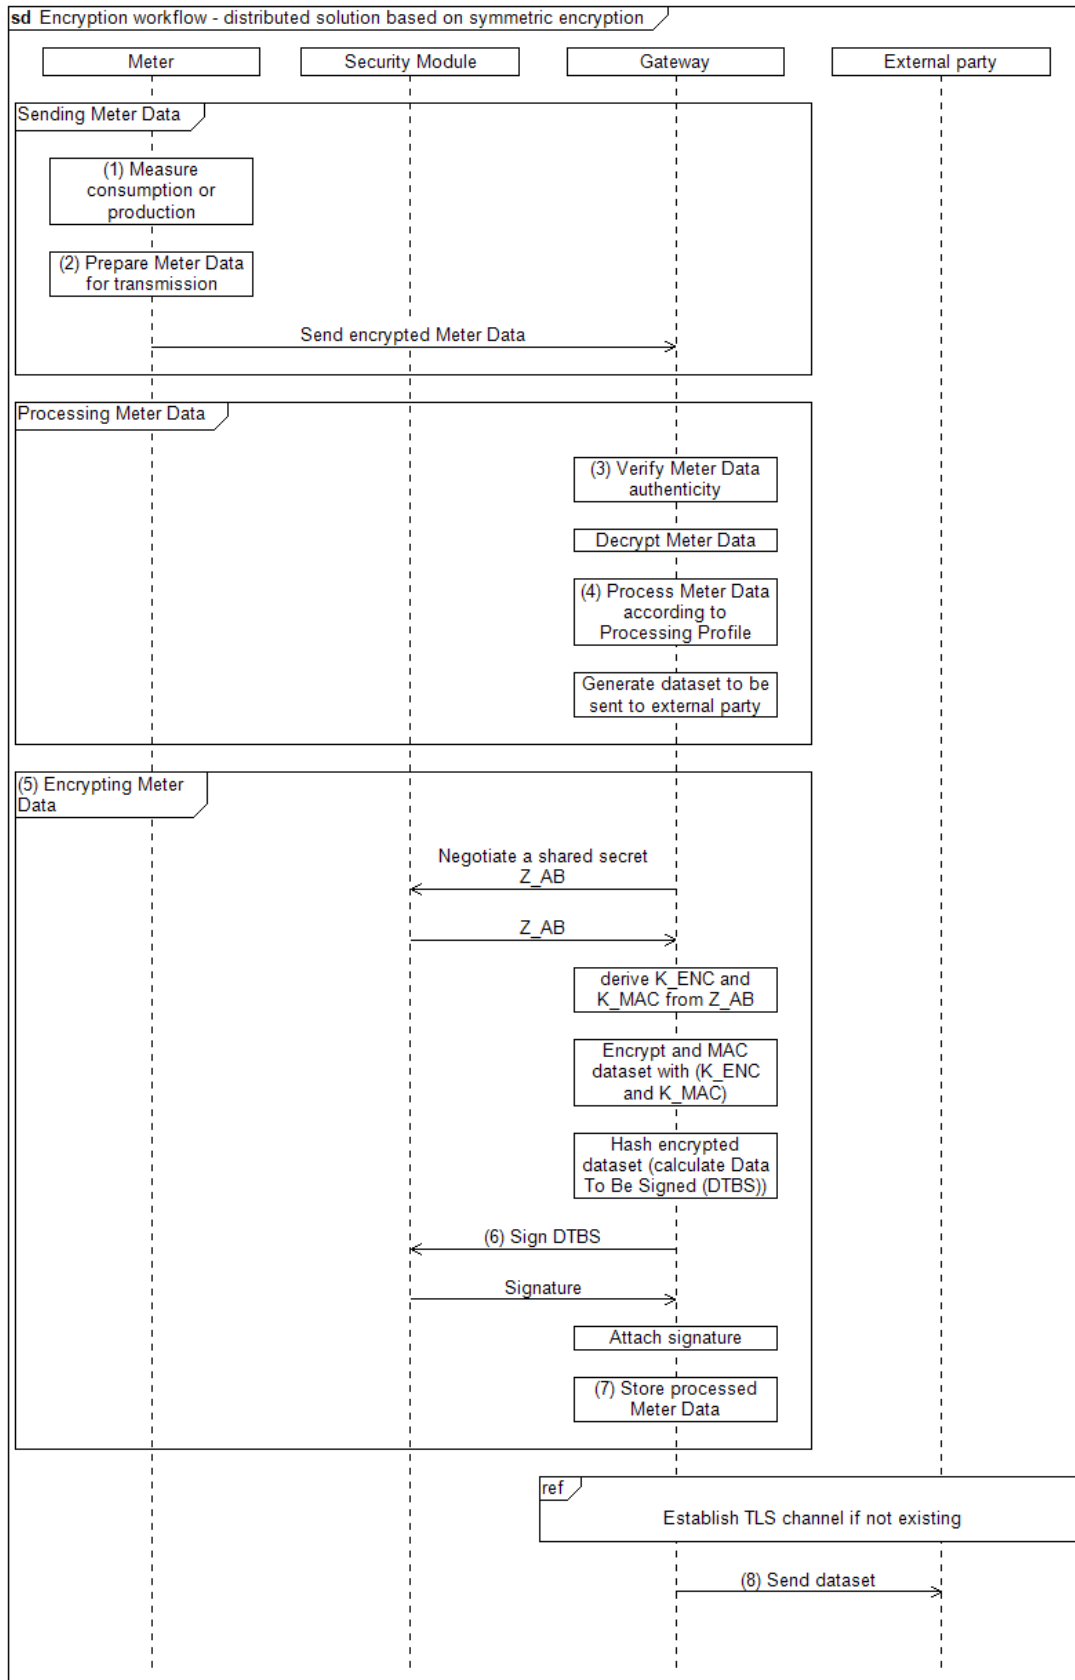 sd Encryption workflow - distributed solution based on symmetric encryption
Meter
Security Module
Gateway
External party
Sending Meter Data
(1) Measure
consumption or
production
(2) Prepare Meter Data
for transmission
Send encrypted Meter Data
Processing Meter Data
(3) Verify Meter Data
authenticity
Decrypt Meter Data
(4) Process Meter Data
according to
Processing Profile
Generate dataset to be
sent to external party
(5) Encrypting Meter
Data
Negotiate a shared secret
Z_AB
Z_AB
derive K_ENC and
K_MAC from Z_AB
Encrypt and MAC
dataset with (K_ENC
and K_MAC)
Hash encrypted
dataset (calculate Data
To Be Signed (DTBS))
(6) Sign DTBS
Signature
Attach signature
(7) Store processed
Meter Data
ref
Establish TLS channel if not existing
(8) Send dataset